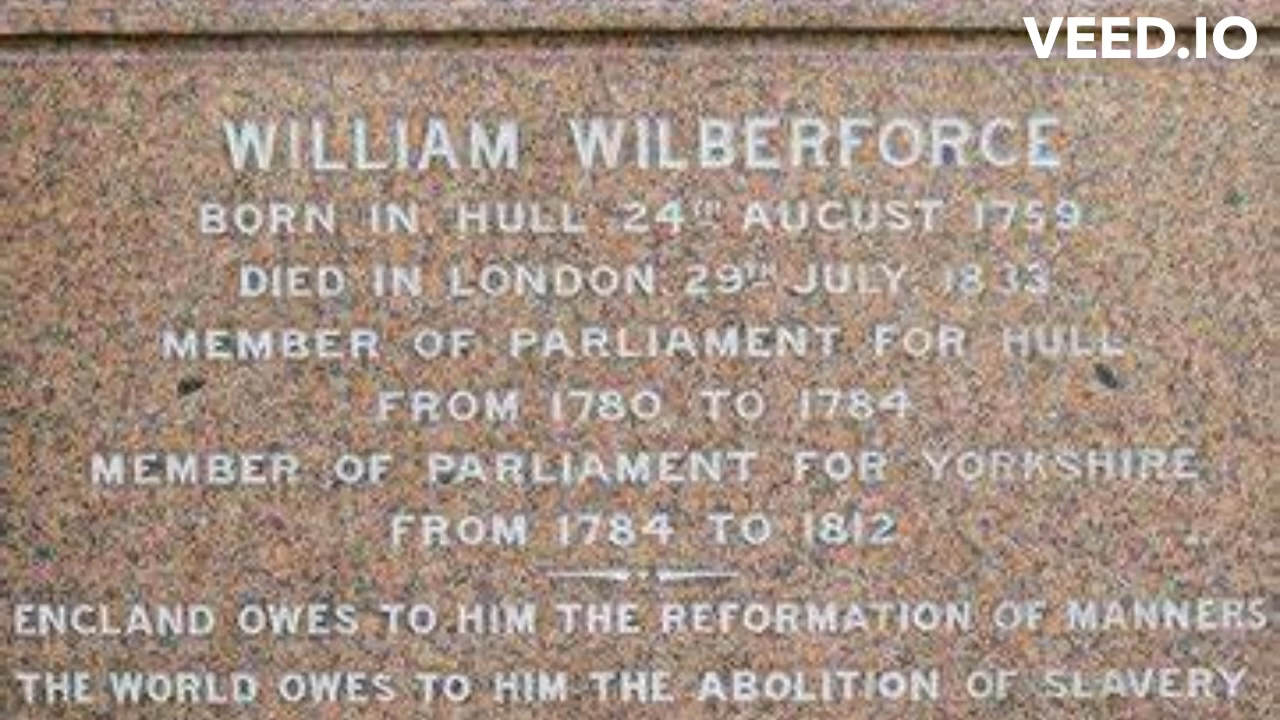 VEED.IO
WILLIAM WILBERFORCE
BORN IN HULL 24TH AUGUST 1759
DIED IN LONDON 29TH JULY 1833
MEMBER OF PARLIAMENT FOR HULL
FROM 1780 TO 1784
MEMBER OF PARLIAMENT FOR YORKSHIRE
FROM 1784 TO 1812
ENGLAND OWES TO HIM THE REFORMATION OF MANNERS
THE WORLD OWES TO HIM THE ABOLITION OF SLAVERY